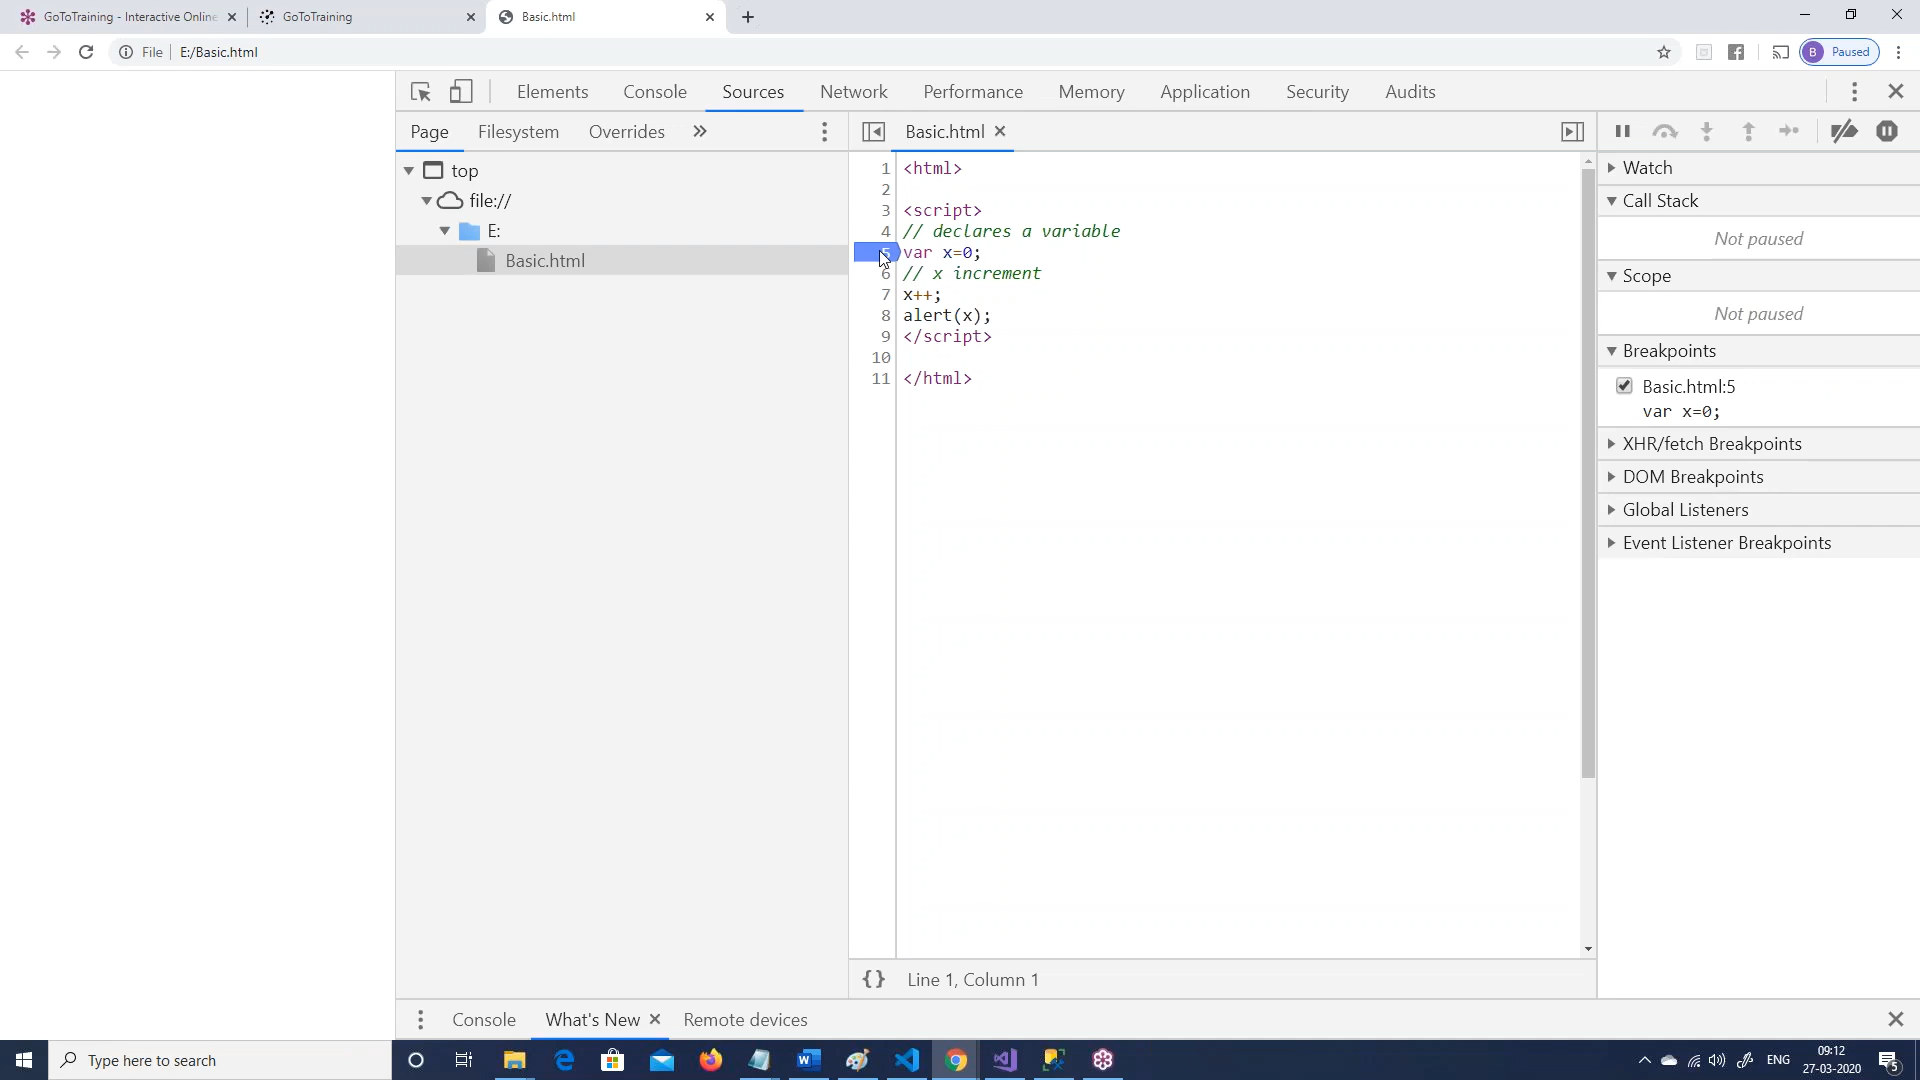 GoToTraining - Interactive Online
GoToTraining
Basic.html
File
E:/Basic.html
B Paused
Elements
Console
Sources
Network
Performance
Memory
Application
Security
Audits
Page
Filesystem
Overrides
Basic.html
top
file://
E:
Basic.html
1 <html>
2
3 <script>
4 // declares a variable
5 var x=0;
6 // x increment
7 x++;
8 alert(x);
9 </script>
10
11 </html>
Watch
Call Stack
Not paused
Scope
Not paused
Breakpoints
Basic.html:5
var x=0;
XHR/fetch Breakpoints
DOM Breakpoints
Global Listeners
Event Listener Breakpoints
{} Line 1, Column 1
Console
What's New
Remote devices
Type here to search
ENG
09:12
27-03-2020
5